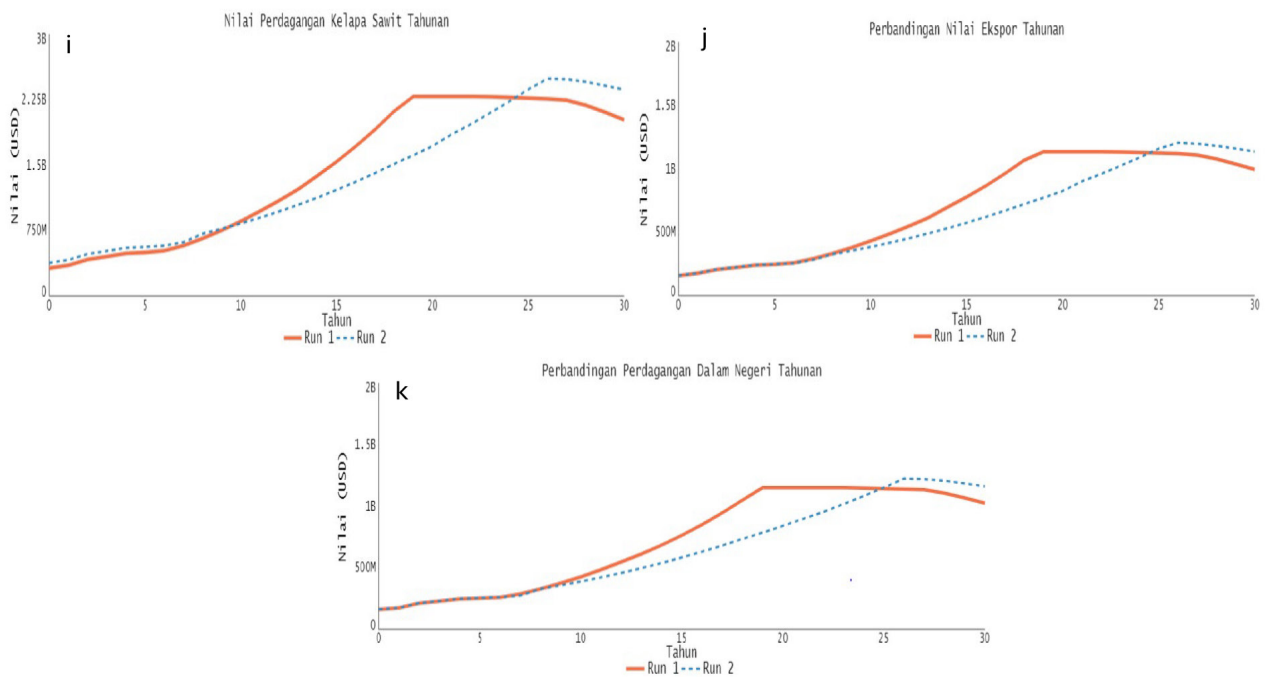 Nilai Perdagangan Kelapa Sawit Tahunan
i
3B
2.25B
1.5B
750M
0
Nilai (USD)
0 5 10 15 20 25 30
Tahun
Run 1 Run 2
Perbandingan Nilai Ekspor Tahunan
j
2B
1.5B
1B
500M
0
Nilai (USD)
0 5 10 15 20 25 30
Tahun
Run 1 Run 2
Perbandingan Perdagangan Dalam Negeri Tahunan
k
2B
1.5B
1B
500M
0
Nilai (USD)
0 5 10 15 20 25 30
Tahun
Run 1 Run 2